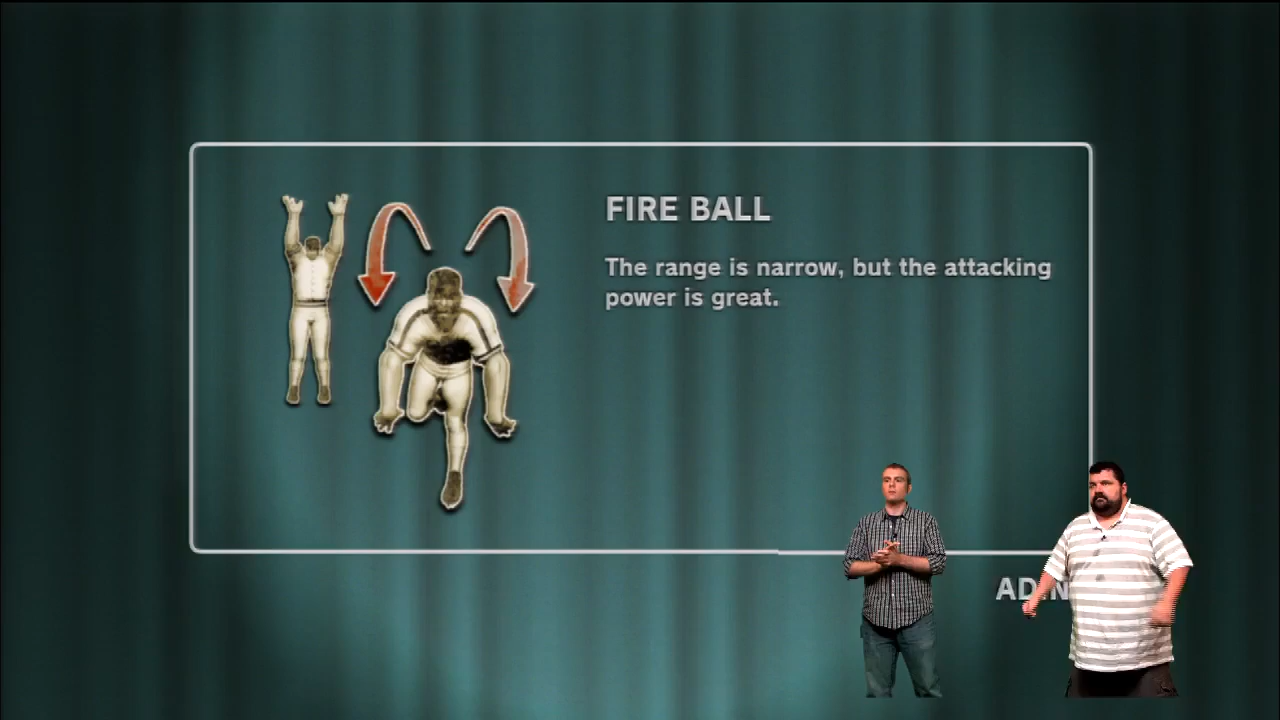 FIRE BALL
The range is narrow, but the attacking
power is great.